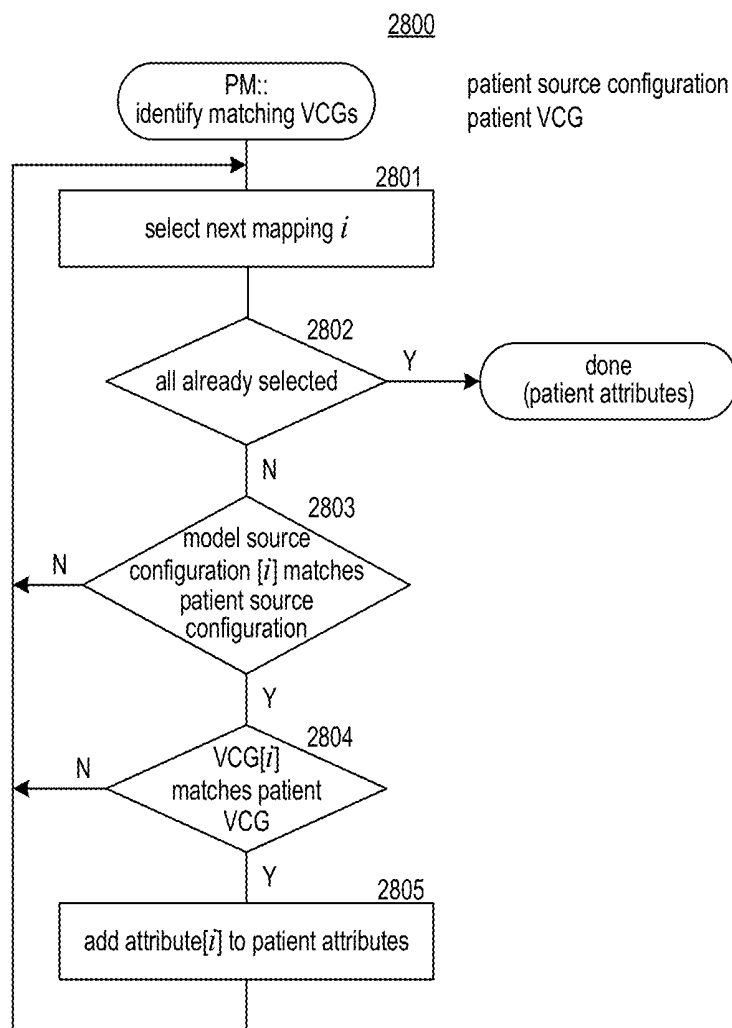 2800
PM::
identify matching VCGs
patient source configuration
patient VCG
2801
select next mapping i
2802
all already selected
Y
done
(patient attributes)
N
2803
model source
configuration [i] matches
patient source
configuration
N
Y
2804
VCG[i]
matches patient
VCG
N
Y
2805
add attribute[i] to patient attributes